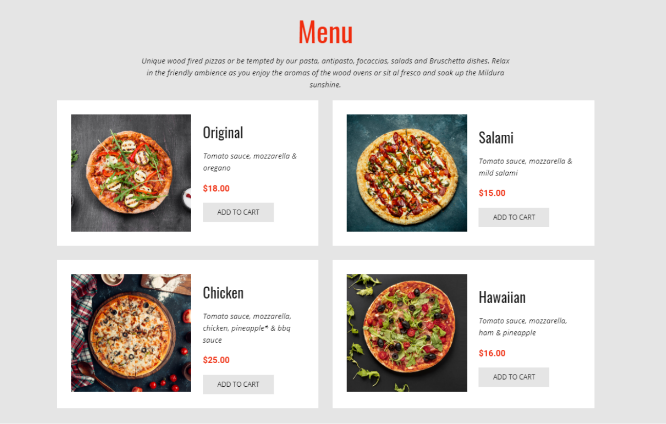 Menu
Unique wood fired pizzas or be tempted by our pasta, antipasto, focaccias, salads and Bruschetta dishes. Relax
in the friendly ambience as you enjoy the aromas of the wood ovens or sit al fresco and soak up the Mildura
sunshine.
Original
Tomato sauce, mozzarella &
oregano
$18.00
ADD TO CART
Salami
Tomato sauce, mozzarella &
mild salami
$15.00
ADD TO CART
Chicken
Tomato sauce, mozzarella,
chicken, pineapple* & bbq
sauce
$25.00
ADD TO CART
Hawaiian
Tomato sauce, mozzarella,
ham & pineapple
$16.00
ADD TO CART